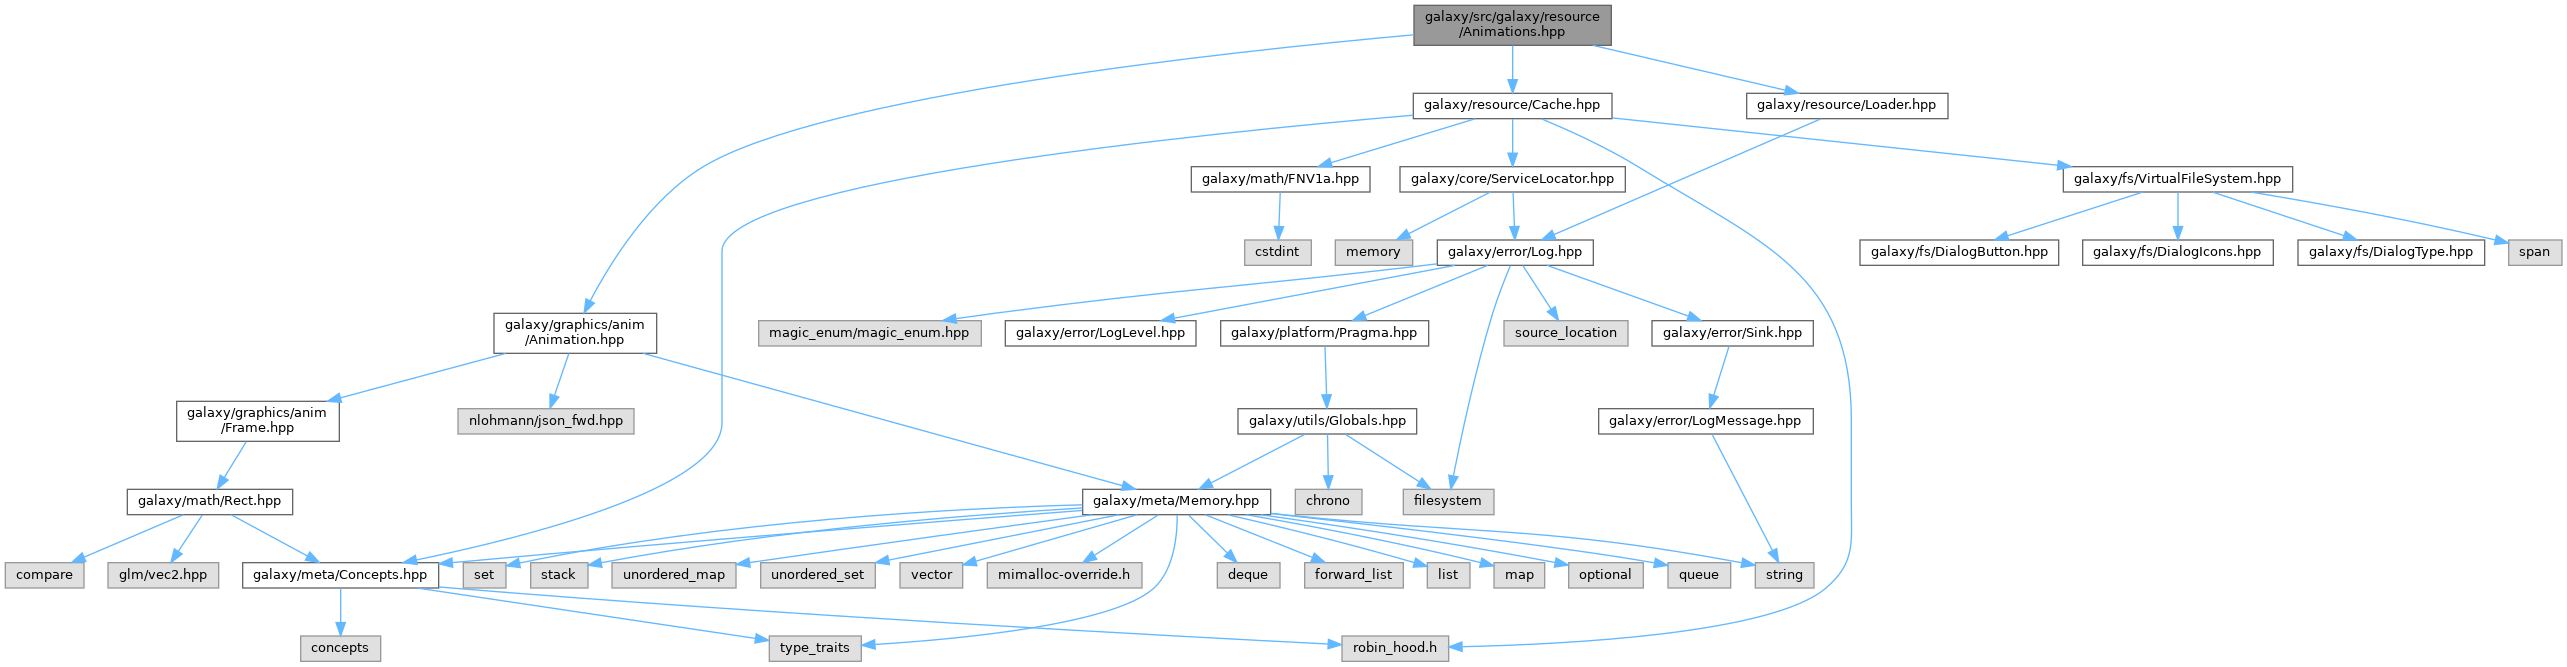 galaxy/src/galaxy/resource
/Animations.hpp
galaxy/resource/Cache.hpp
galaxy/resource/Loader.hpp
galaxy/math/FNV1a.hpp
galaxy/core/ServiceLocator.hpp
galaxy/fs/VirtualFileSystem.hpp
cstdint
memory
galaxy/error/Log.hpp
galaxy/fs/DialogButton.hpp
galaxy/fs/DialogIcons.hpp
galaxy/fs/DialogType.hpp
span
galaxy/graphics/anim
/Animation.hpp
magic_enum/magic_enum.hpp
galaxy/error/LogLevel.hpp
galaxy/platform/Pragma.hpp
source_location
galaxy/error/Sink.hpp
galaxy/graphics/anim
/Frame.hpp
nlohmann/json_fwd.hpp
galaxy/utils/Globals.hpp
galaxy/error/LogMessage.hpp
galaxy/math/Rect.hpp
galaxy/meta/Memory.hpp
chrono
filesystem
compare
glm/vec2.hpp
galaxy/meta/Concepts.hpp
set
stack
unordered_map
unordered_set
vector
mimalloc-override.h
deque
forward_list
list
map
optional
queue
string
concepts
type_traits
robin_hood.h